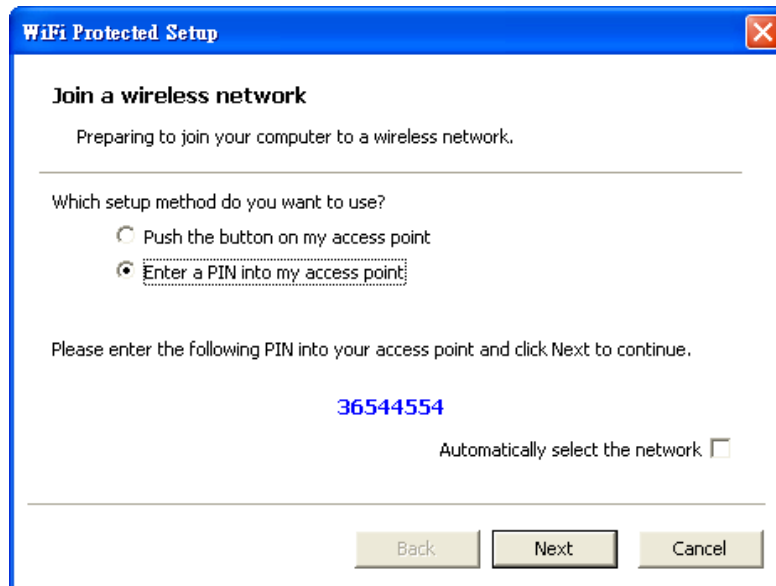 WiFi Protected Setup
Join a wireless network
Preparing to join your computer to a wireless network.
Which setup method do you want to use?
Push the button on my access point
Enter a PIN into my access point
Please enter the following PIN into your access point and click Next to continue.
36544554
Automatically select the network
Back Next Cancel